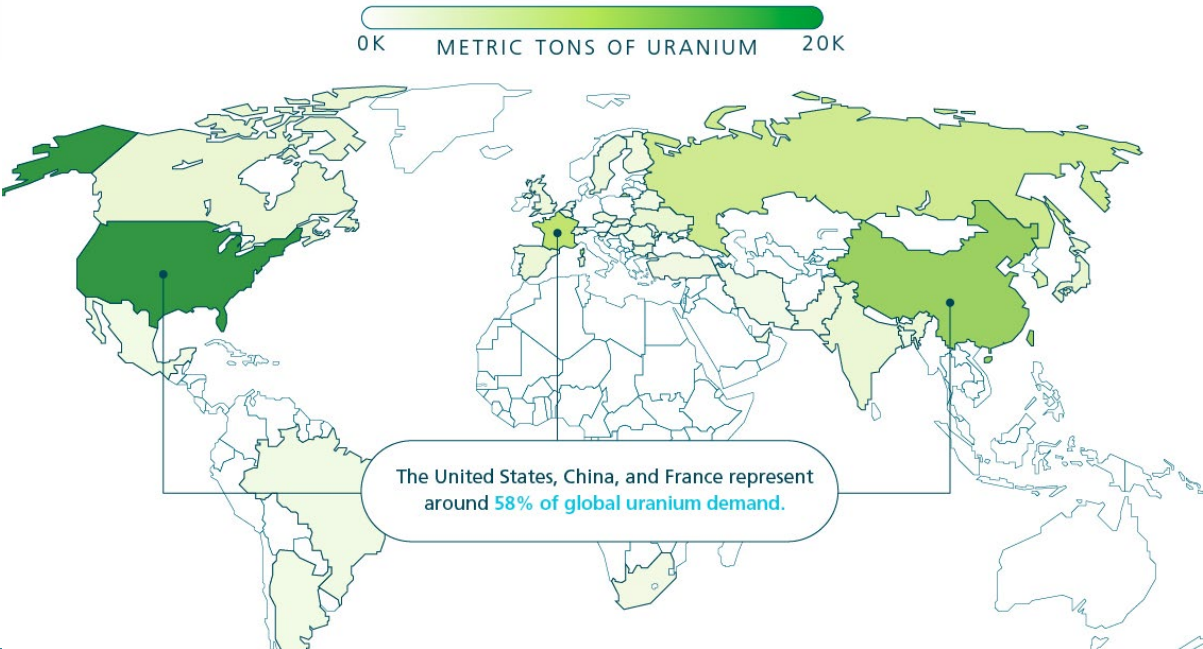 0K METRIC TONS OF URANIUM 20K
The United States, China, and France represent
around 58% of global uranium demand.